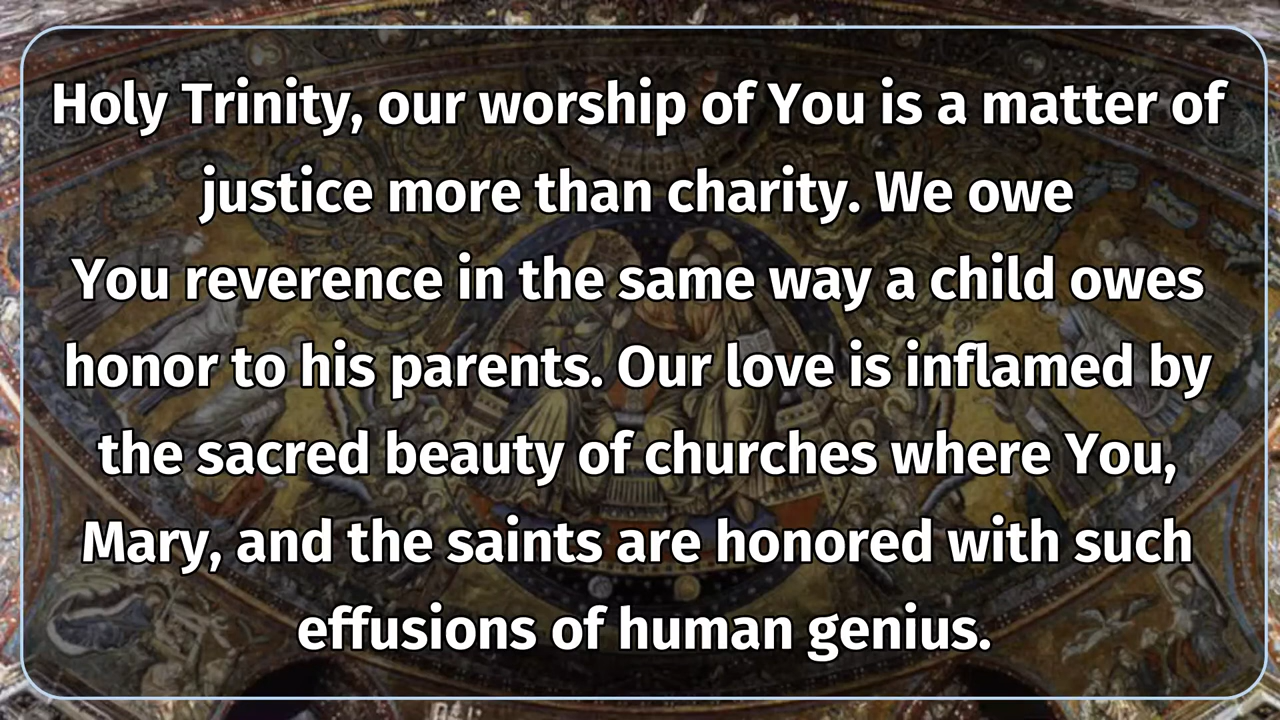 Holy Trinity, our worship of You is a matter of
justice more than charity. We owe
You reverence in the same way a child owes
honor to his parents. Our love is inflamed by
the sacred beauty of churches where You,
Mary, and the saints are honored with such
effusions of human genius.